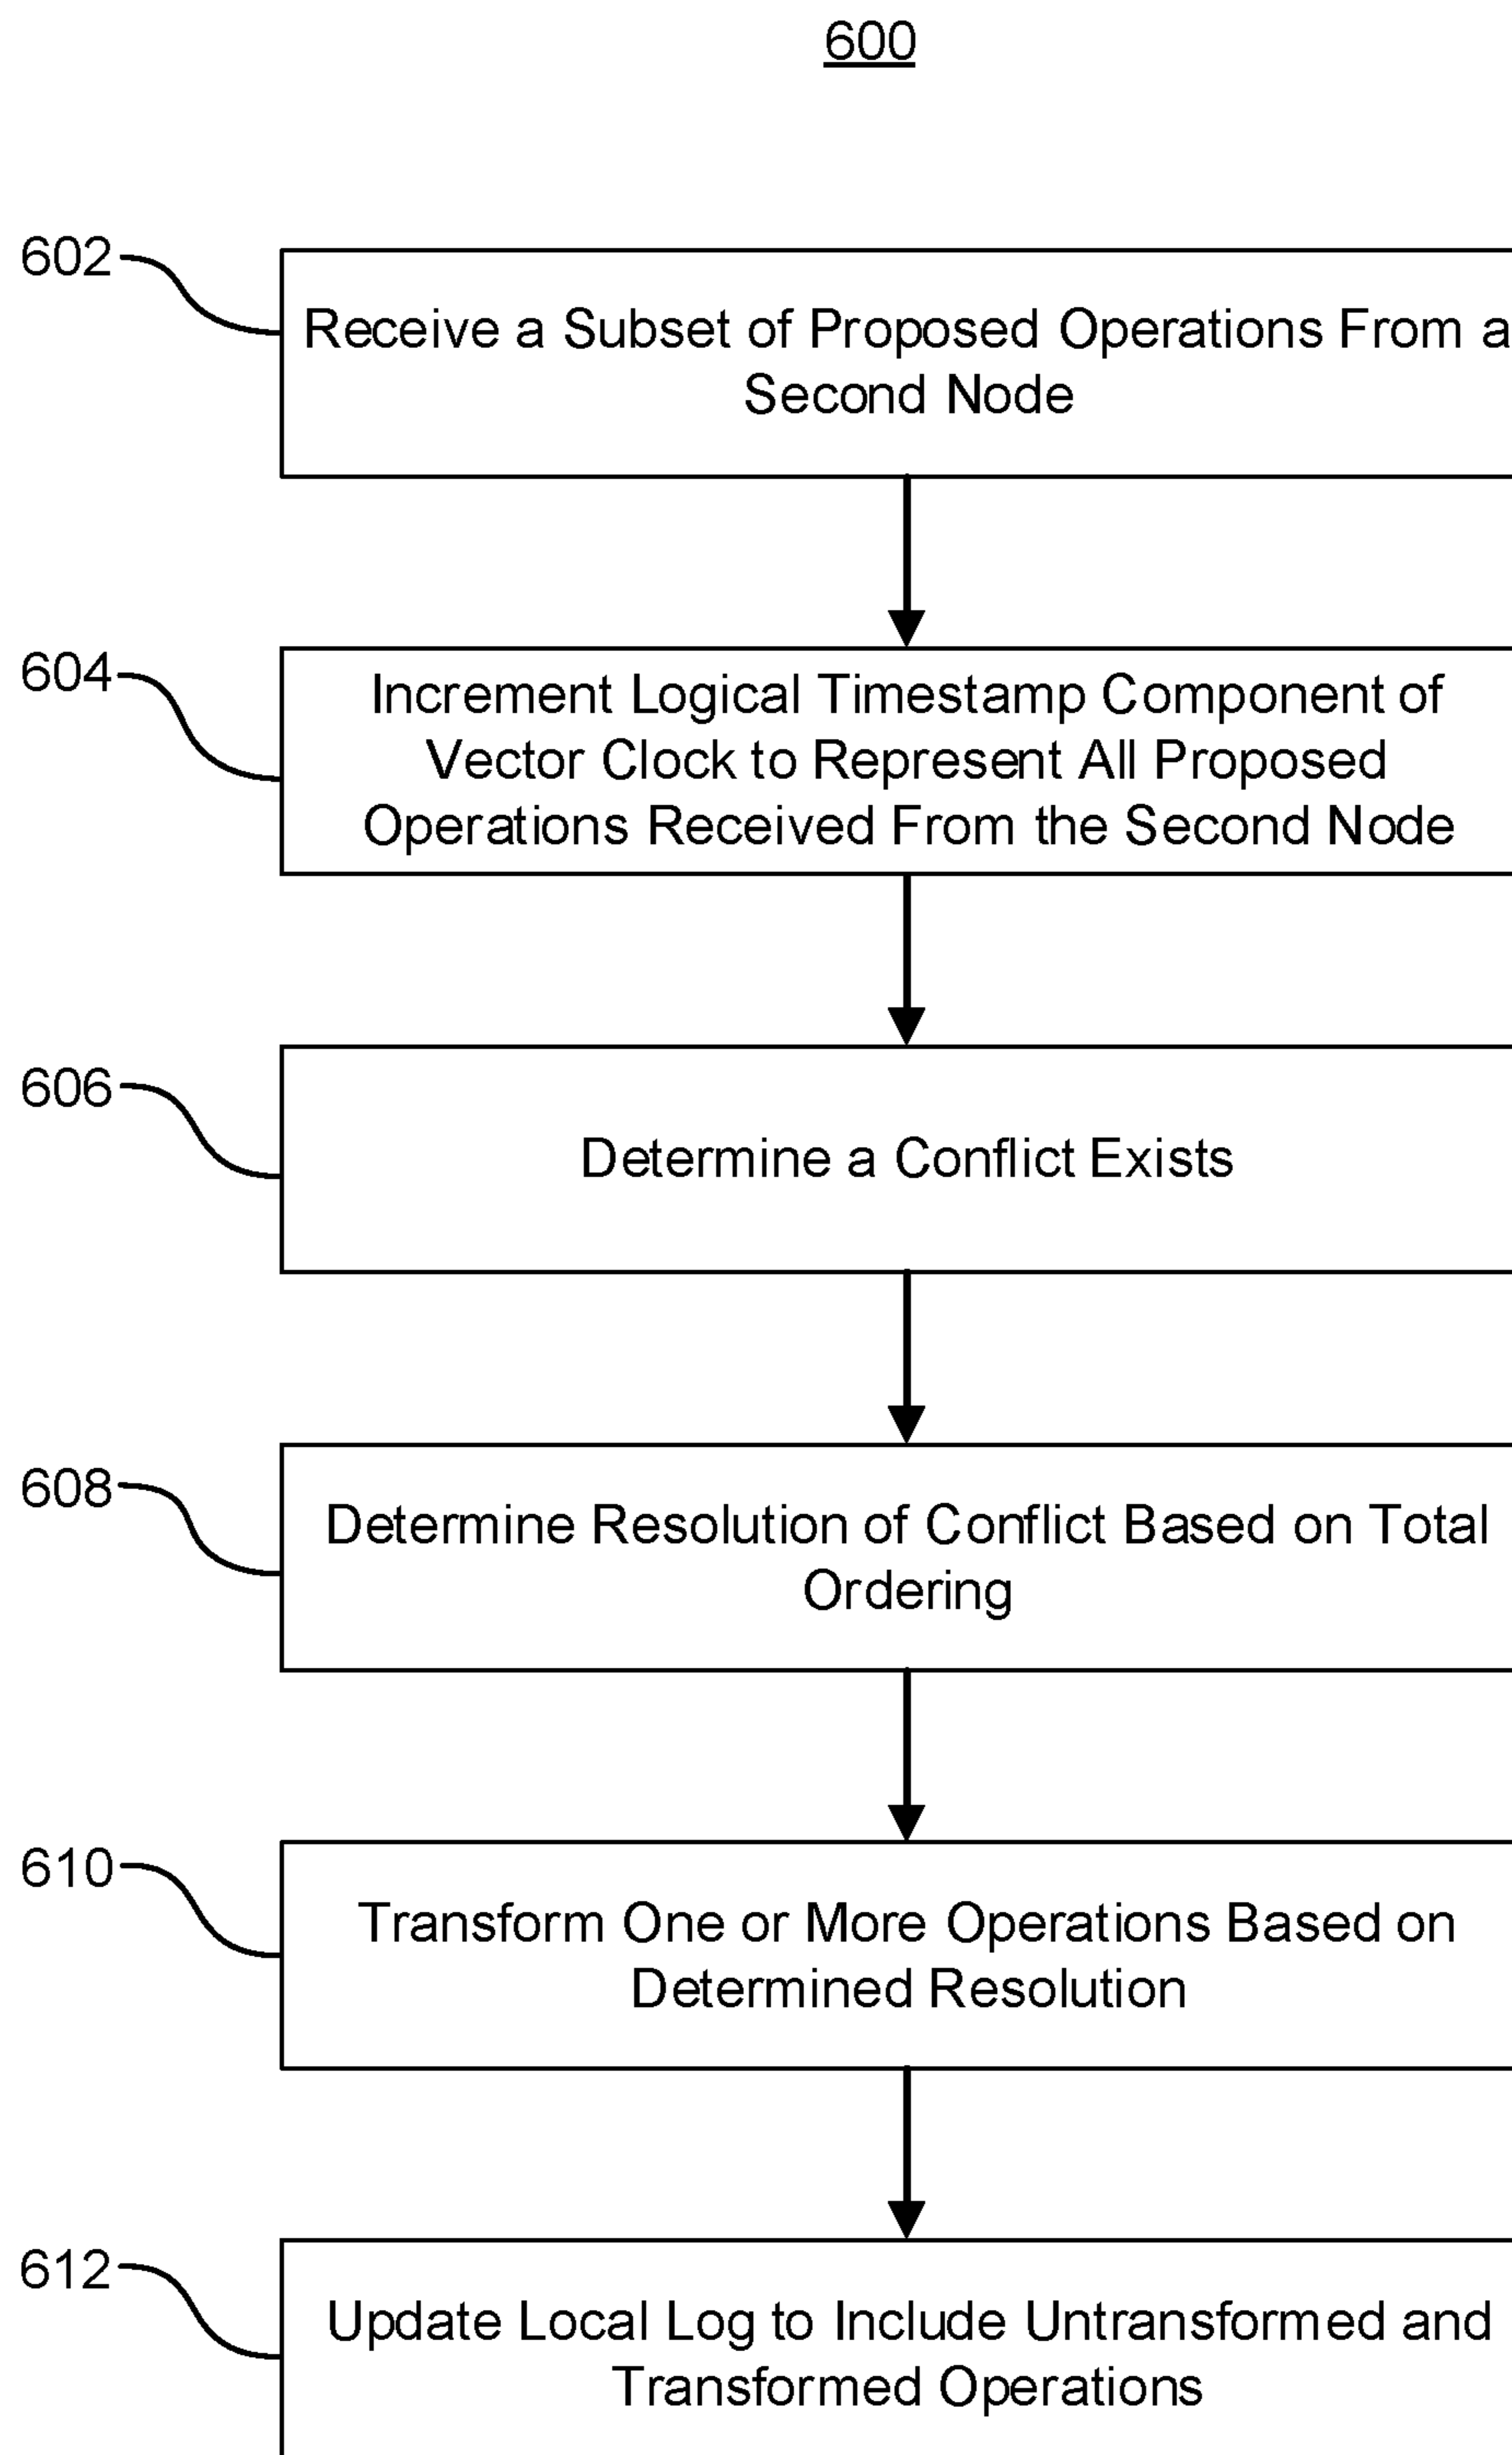 600
602
Receive a Subset of Proposed Operations From a
Second Node
604
Increment Logical Timestamp Component of
Vector Clock to Represent All Proposed
Operations Received From the Second Node
606
Determine a Conflict Exists
608
Determine Resolution of Conflict Based on Total
Ordering
610
Transform One or More Operations Based on
Determined Resolution
612
Update Local Log to Include Untransformed and
Transformed Operations